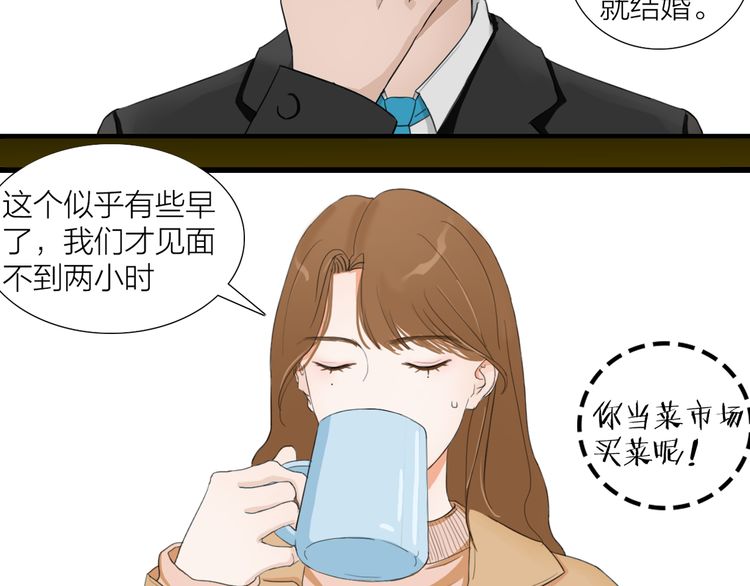 就结婚。
这个似乎有些早
了，我们才见面
不到两小时
你当菜市场
买菜呢！